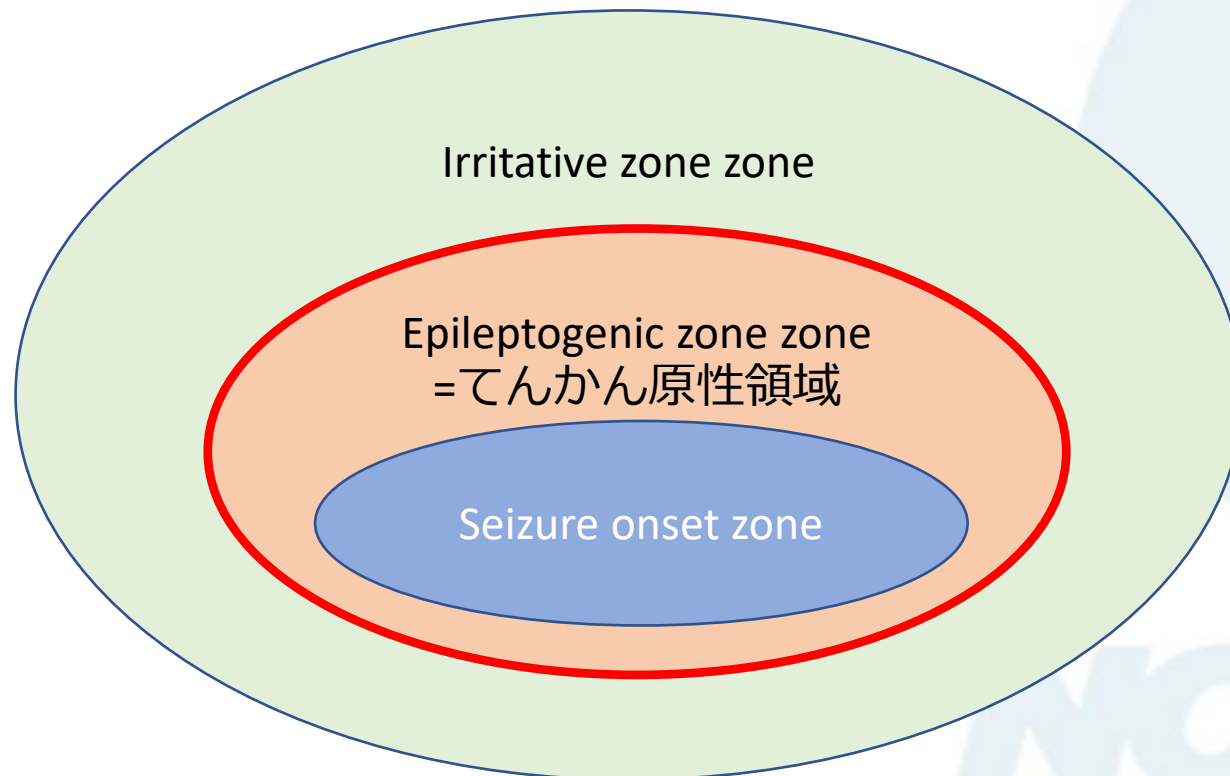 Irritative zone zone
Epileptogenic zone zone
=てんかん原性領域
Seizure onset zone